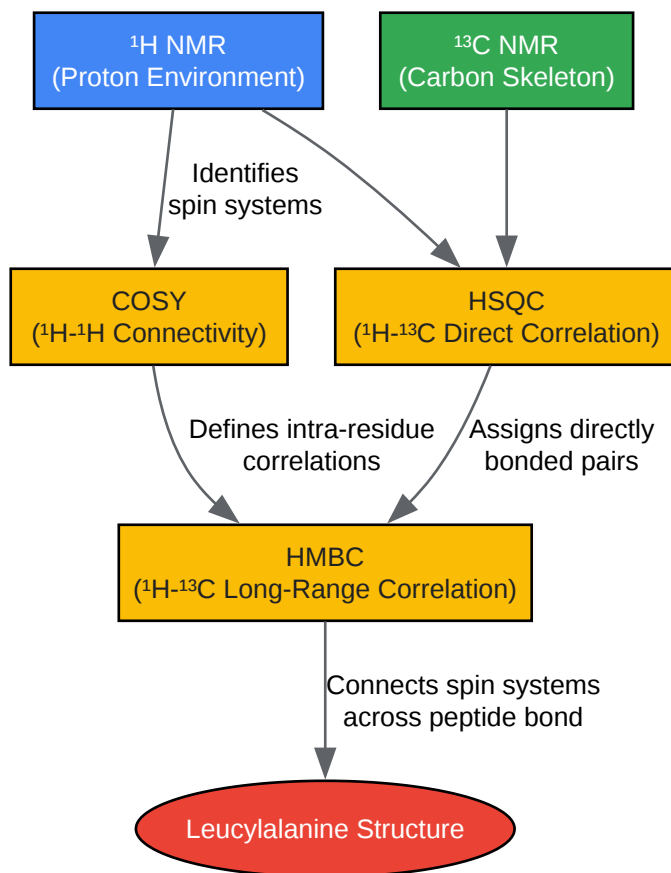 ¹H NMR
(Proton Environment)
¹³C NMR
(Carbon Skeleton)
Identifies
spin systems
COSY
(¹H-¹H Connectivity)
HSQC
(¹H-¹³C Direct Correlation)
Defines intra-residue
correlations
Assigns directly
bonded pairs
HMBC
(¹H-¹³C Long-Range Correlation)
Connects spin systems
across peptide bond
Leucylalanine Structure